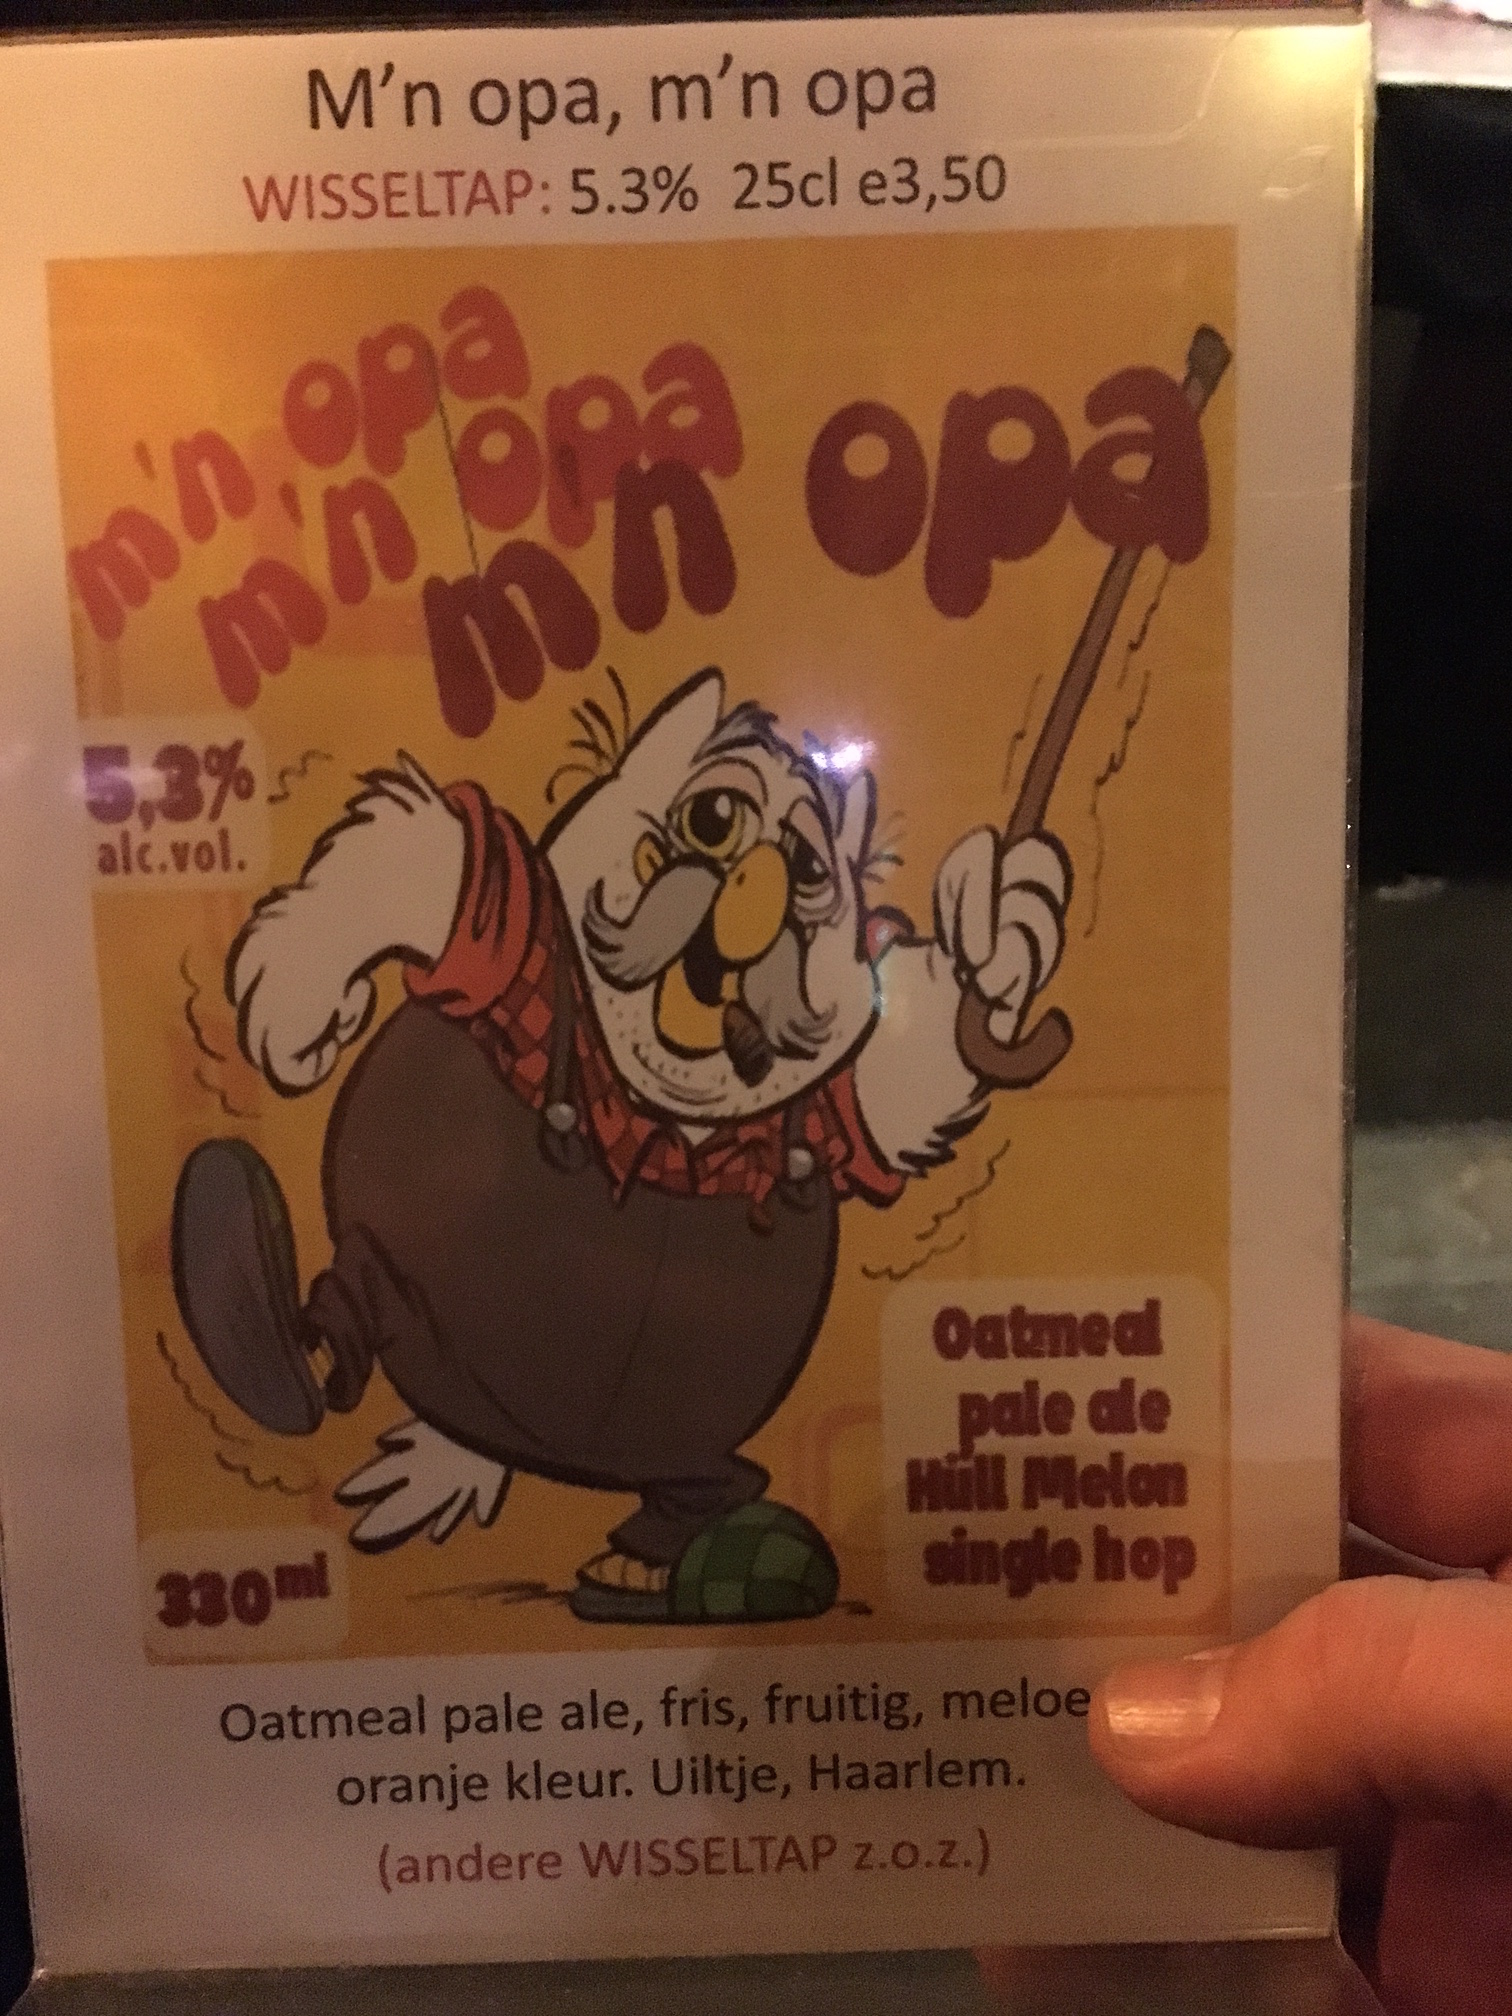 M'n opa, m'n opa
WISSELTAP: 5.3% 25cl e3,50
m'n opa
m'n opa
m'n opa
5,3%
alc.vol.
Oatmeal
pale ale
Hüll Melon
single hop
330ml
Oatmeal pale ale, fris, fruitig, meloe
oranje kleur. Uiltje, Haarlem.
(andere WISSELTAP z.o.z.)